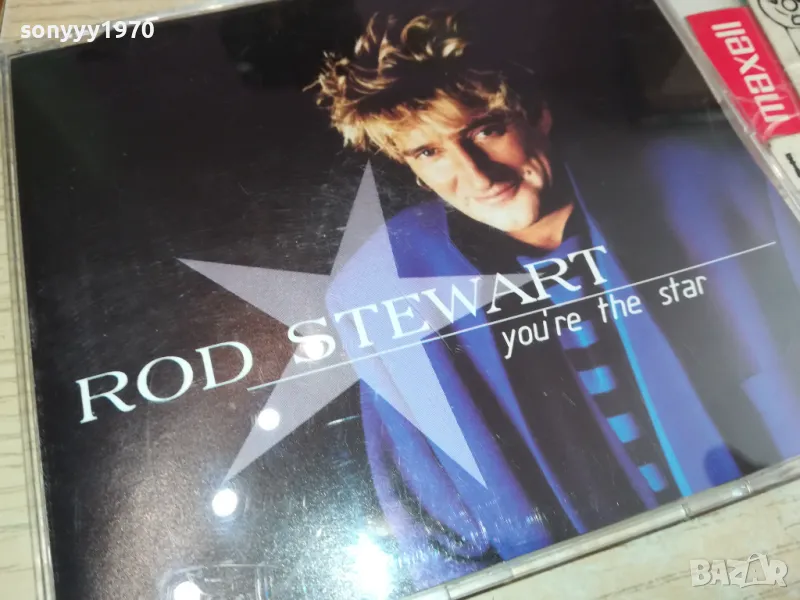 sonyyy1970
maxell
ROD STEWART
you're the star
BAZAR